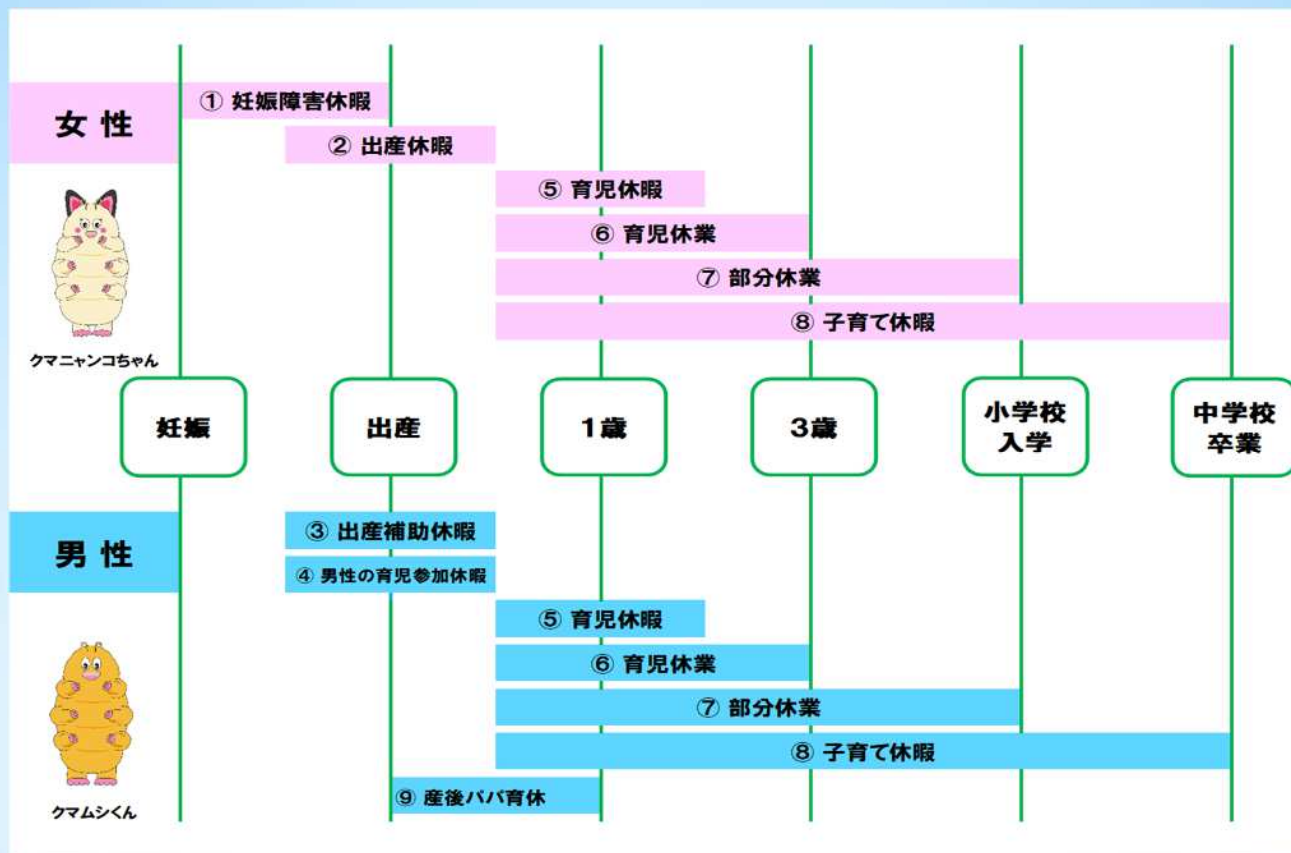 女性
① 妊娠障害休暇
② 出産休暇
⑤ 育児休暇
⑥ 育児休業
⑦ 部分休業
⑧ 子育て休暇
クマニャンコちゃん
妊娠
出産
1歳
3歳
小学校
入学
中学校
卒業
男性
③ 出産補助休暇
④ 男性の育児参加休暇
⑤ 育児休暇
⑥ 育児休業
⑦ 部分休業
⑧ 子育て休暇
⑨ 産後パパ育休
クマムシくん